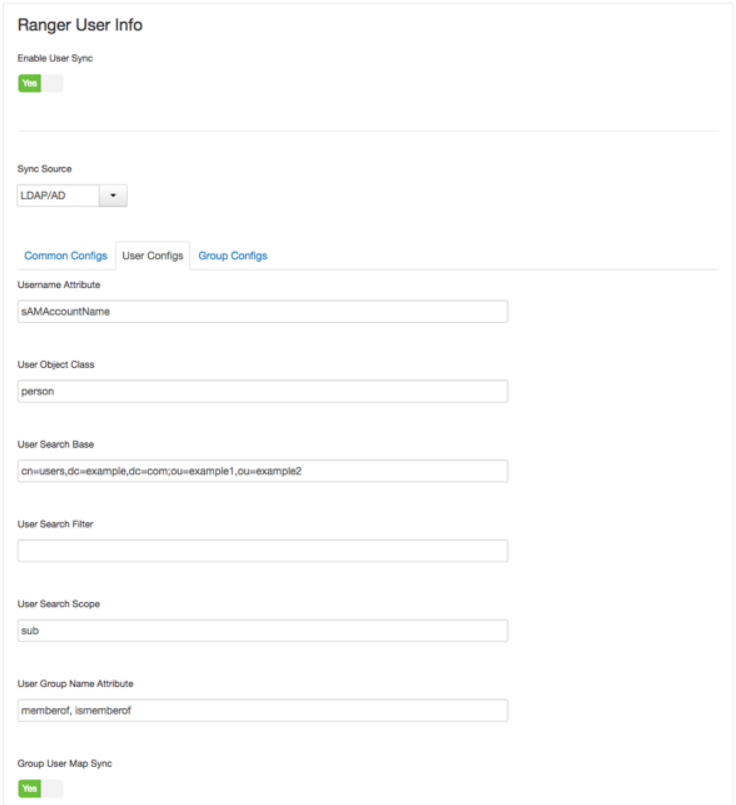 Ranger User Info
Enable User Sync
Yes
Sync Source
LDAP/AD
Common Configs User Configs Group Configs
Username Attribute
sAMAccountName
User Object Class
person
User Search Base
cn=users,dc=example,dc=com;ou=example1,ou=example2
User Search Filter
User Search Scope
sub
User Group Name Attribute
memberof, ismemberof
Group User Map Sync
Yes